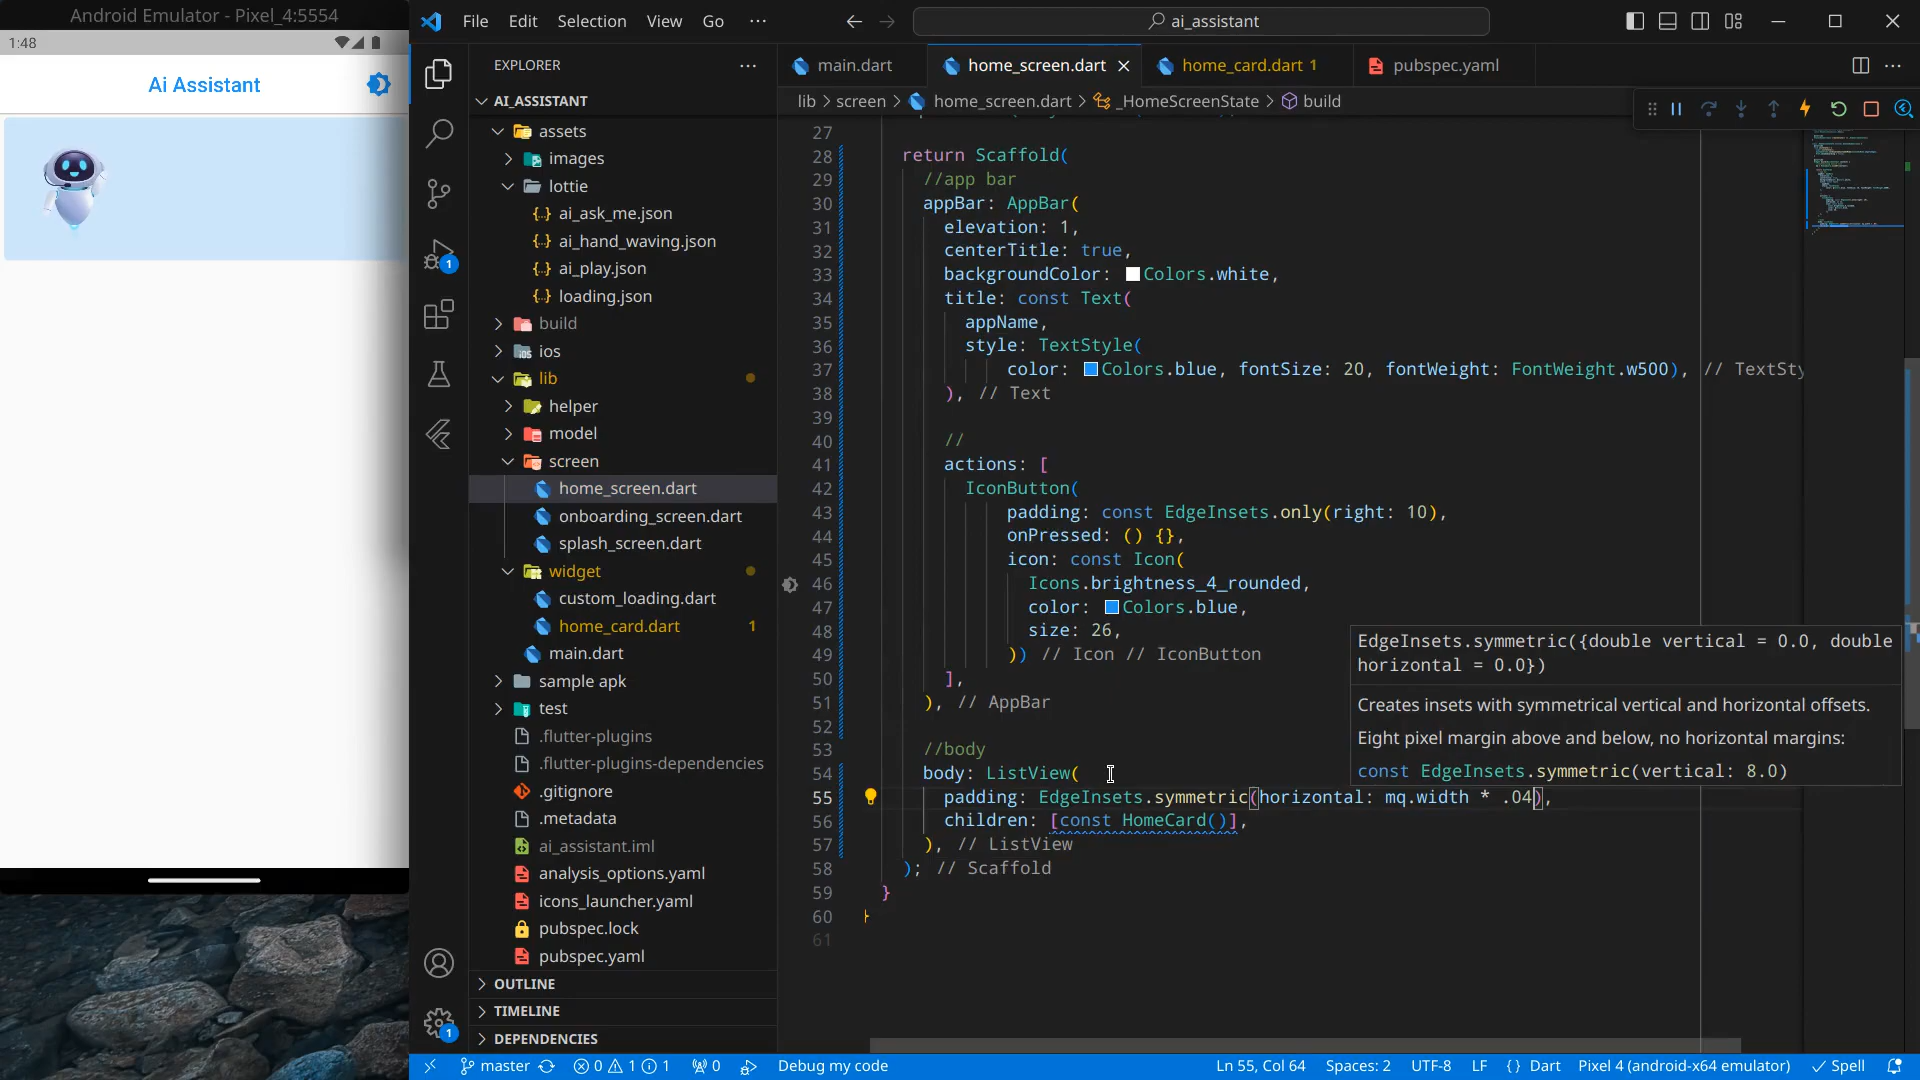 Android Emulator - Pixel_4:5554
1:48
Ai Assistant
File Edit Selection View Go ···
ai_assistant
EXPLORER
AI_ASSISTANT
assets
images
lottie
{..} ai_ask_me.json
{..} ai_hand_waving.json
{..} ai_play.json
{..} loading.json
build
ios
lib
helper
model
screen
home_screen.dart
onboarding_screen.dart
splash_screen.dart
widget
custom_loading.dart
home_card.dart 1
main.dart
sample apk
test
.flutter-plugins
.flutter-plugins-dependencies
.gitignore
.metadata
ai_assistant.iml
analysis_options.yaml
icons_launcher.yaml
pubspec.lock
pubspec.yaml
OUTLINE
TIMELINE
DEPENDENCIES
1
1
main.dart home_screen.dart home_card.dart 1 pubspec.yaml
lib > screen > home_screen.dart > _HomeScreenState > build
27
28 return Scaffold(
29 //app bar
30 appBar: AppBar(
31 elevation: 1,
32 centerTitle: true,
33 backgroundColor: Colors.white,
34 title: const Text(
35 appName,
36 style: TextStyle(
37 color: Colors.blue, fontSize: 20, fontWeight: FontWeight.w500), // TextSty
38 ), // Text
39
40 //
41 actions: [
42 IconButton(
43 padding: const EdgeInsets.only(right: 10),
44 onPressed: () {},
45 icon: const Icon(
46 Icons.brightness_4_rounded,
47 color: Colors.blue,
48 size: 26,
49 )) // Icon // IconButton
50 ],
51 ), // AppBar
52
53 //body
54 body: ListView(
55 padding: EdgeInsets.symmetric(horizontal: mq.width * .04),
56 children: [const HomeCard()],
57 ), // ListView
58 ); // Scaffold
59 }
60 }
61
EdgeInsets.symmetric({double vertical = 0.0, double
horizontal = 0.0})
Creates insets with symmetrical vertical and horizontal offsets.
Eight pixel margin above and below, no horizontal margins:
const EdgeInsets.symmetric(vertical: 8.0)
master 0 1 1 0 Debug my code Ln 55, Col 64 Spaces: 2 UTF-8 LF {} Dart Pixel 4 (android-x64 emulator) Spell